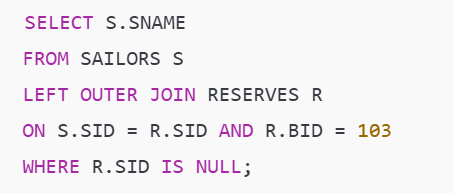 SELECT S.SNAME
FROM SAILORS S
LEFT OUTER JOIN RESERVES R
ON S.SID = R.SID AND R.BID = 103
WHERE R.SID IS NULL;